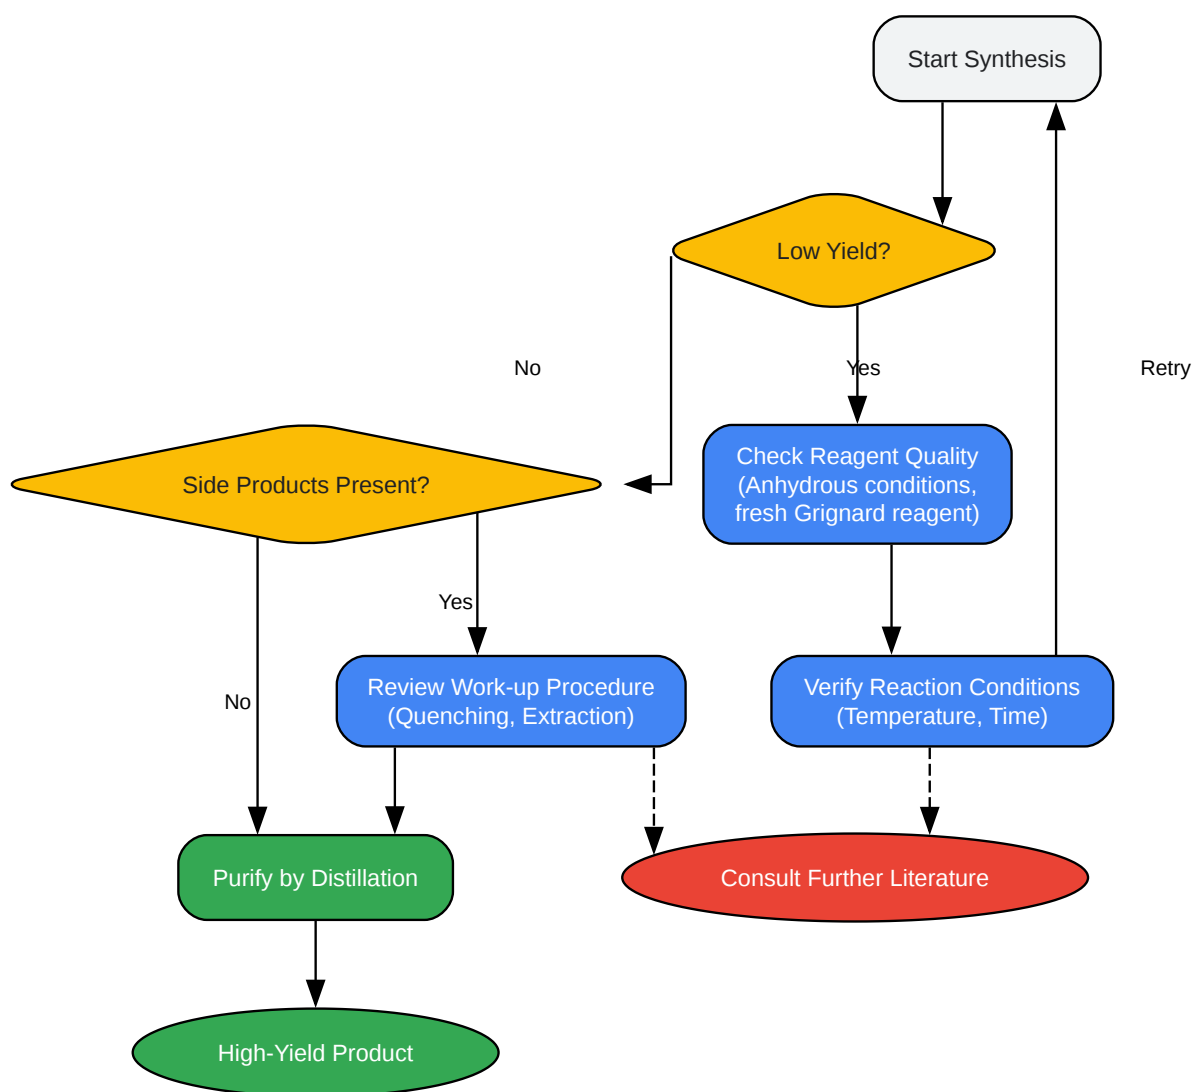 Start Synthesis
Low Yield?
No
Yes
Retry
Side Products Present?
Check Reagent Quality
(Anhydrous conditions,
fresh Grignard reagent)
Yes
No
Review Work-up Procedure
(Quenching, Extraction)
Verify Reaction Conditions
(Temperature, Time)
Purify by Distillation
Consult Further Literature
High-Yield Product